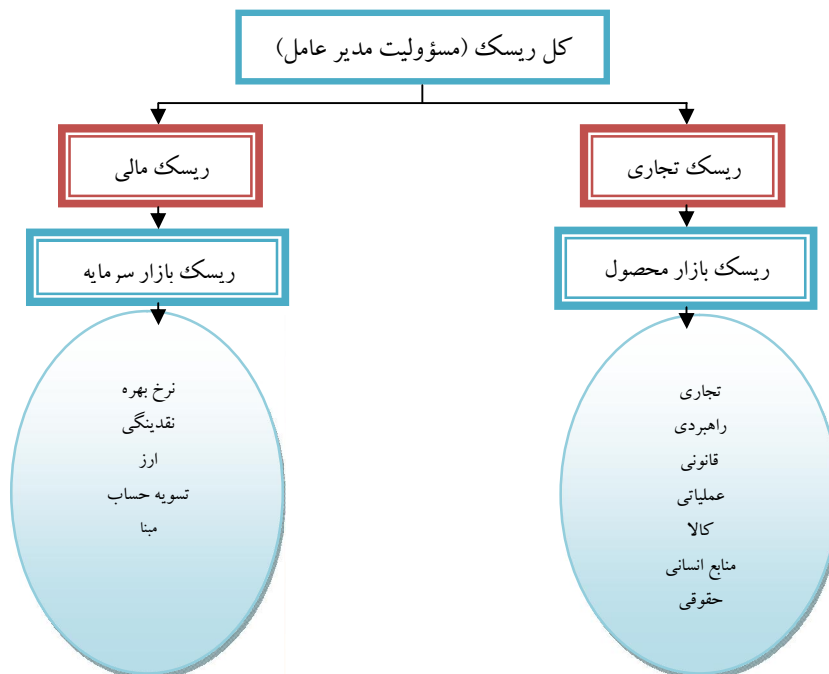 کل ریسک (مسؤولیت مدیر عامل)
ریسک تجاری
ریسک مالی
ریسک بازار محصول
ریسک بازار سرمایه
تجاری
راهبردی
قانونی
عملیاتی
کالا
منابع انسانی
حقوقی
نرخ بهره
نقدینگی
ارز
تسویه حساب
مبنا